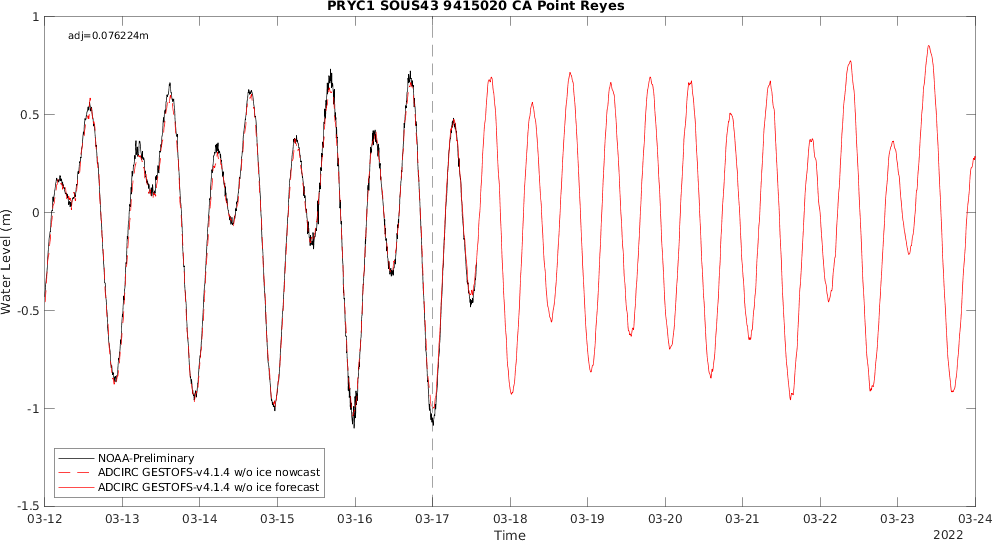 PRYC1 SOUS43 9415020 CA Point Reyes
adj=0.076224m
1
0.5
0
-0.5
-1
-1.5
Water Level (m)
NOAA-Preliminary
ADCIRC GESTOFS-v4.1.4 w/o ice nowcast
ADCIRC GESTOFS-v4.1.4 w/o ice forecast
03-12 03-13 03-14 03-15 03-16 03-17 03-18 03-19 03-20 03-21 03-22 03-23 03-24
Time
2022